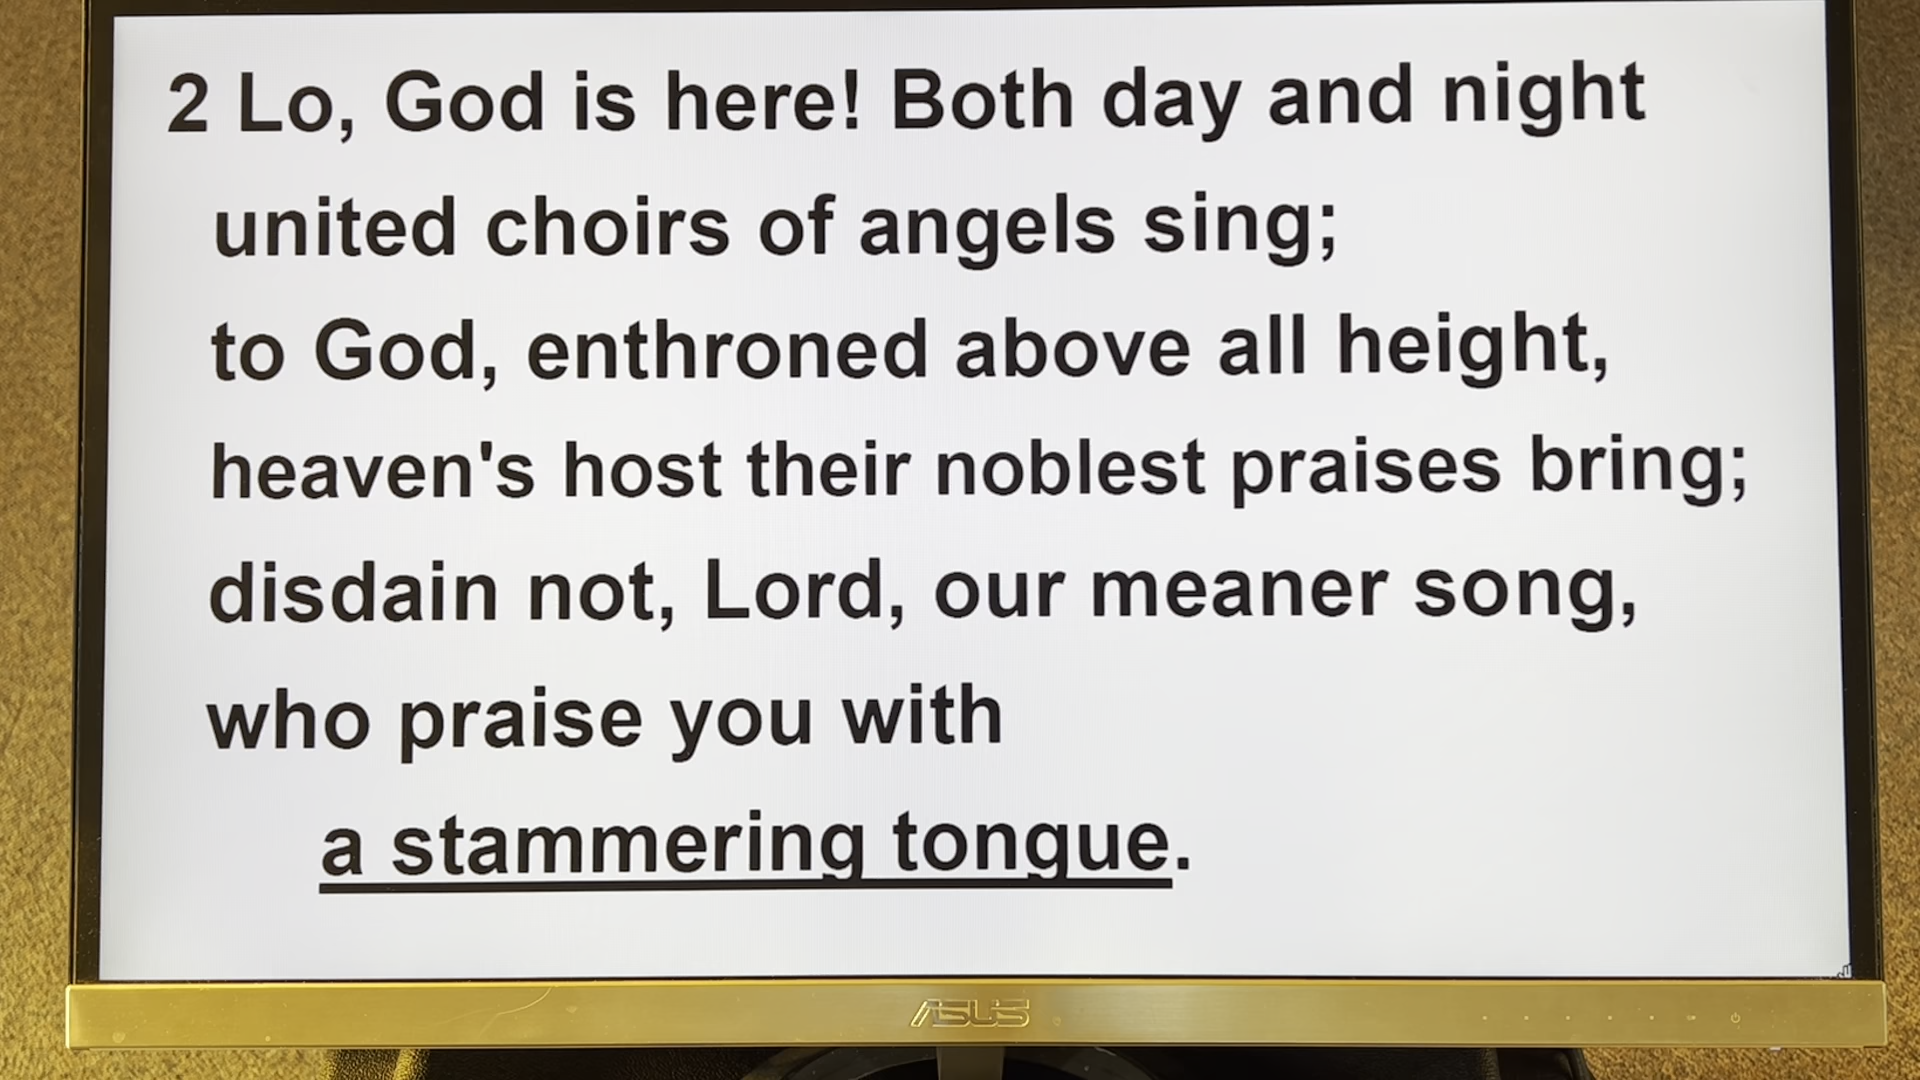 2 Lo, God is here! Both day and night
united choirs of angels sing;
to God, enthroned above all height,
heaven's host their noblest praises bring;
disdain not, Lord, our meaner song,
who praise you with
a stammering tongue.
ASUS